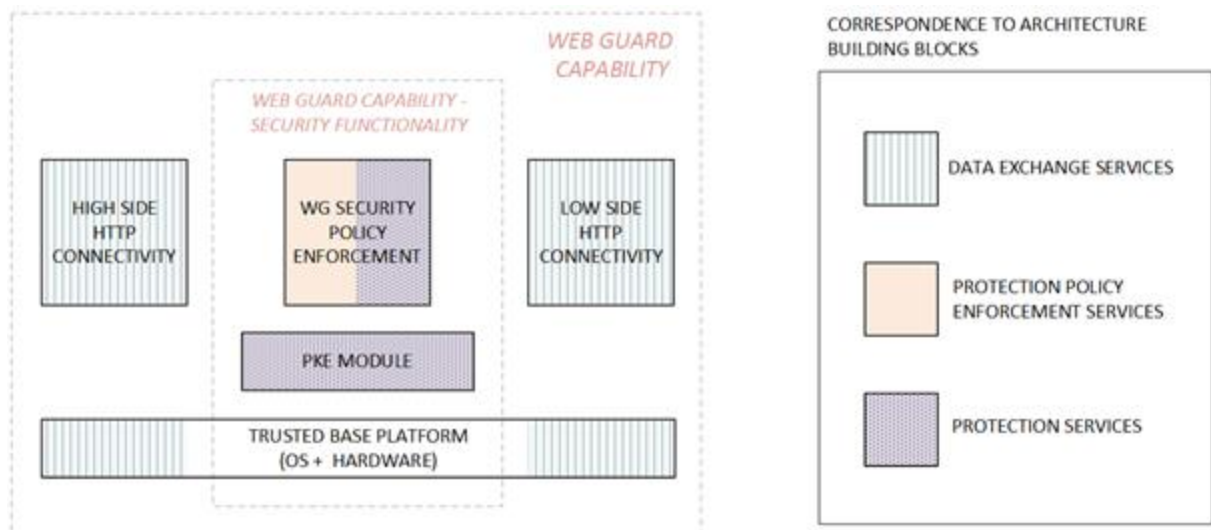 WEB GUARD
CAPABILITY
WEB GUARD CAPABILITY -
SECURITY FUNCTIONALITY
HIGH SIDE
HTTP
CONNECTIVITY
WG SECURITY
POLICY
ENFORCEMENT
LOW SIDE
HTTP
CONNECTIVITY
PKE MODULE
TRUSTED BASE PLATFORM
(OS + HARDWARE)
CORRESPONDENCE TO ARCHITECTURE
BUILDING BLOCKS
DATA EXCHANGE SERVICES
PROTECTION POLICY
ENFORCEMENT SERVICES
PROTECTION SERVICES